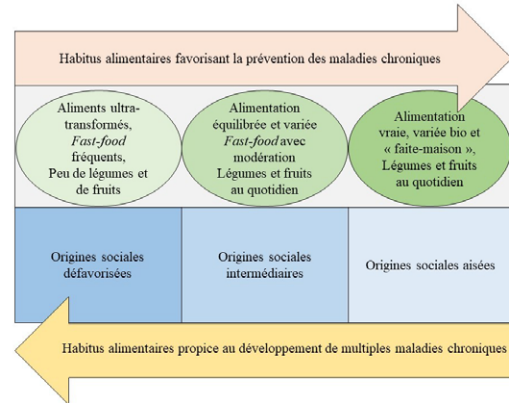 Habitus alimentaires favorisant la prévention des maladies chroniques
Aliments ultra-
transformés,
Fast-food
fréquents,
Peu de légumes et
de fruits
Alimentation
équilibrée et variée
Fast-food avec
modération
Légumes et fruits
au quotidien
Alimentation
vraie, variée bio et
« faite-maison »,
Légumes et fruits
au quotidien
Origines sociales
défavorisées
Origines sociales
intermédiaires
Origines sociales aisées
Habitus alimentaires propice au développement de multiples maladies chroniques